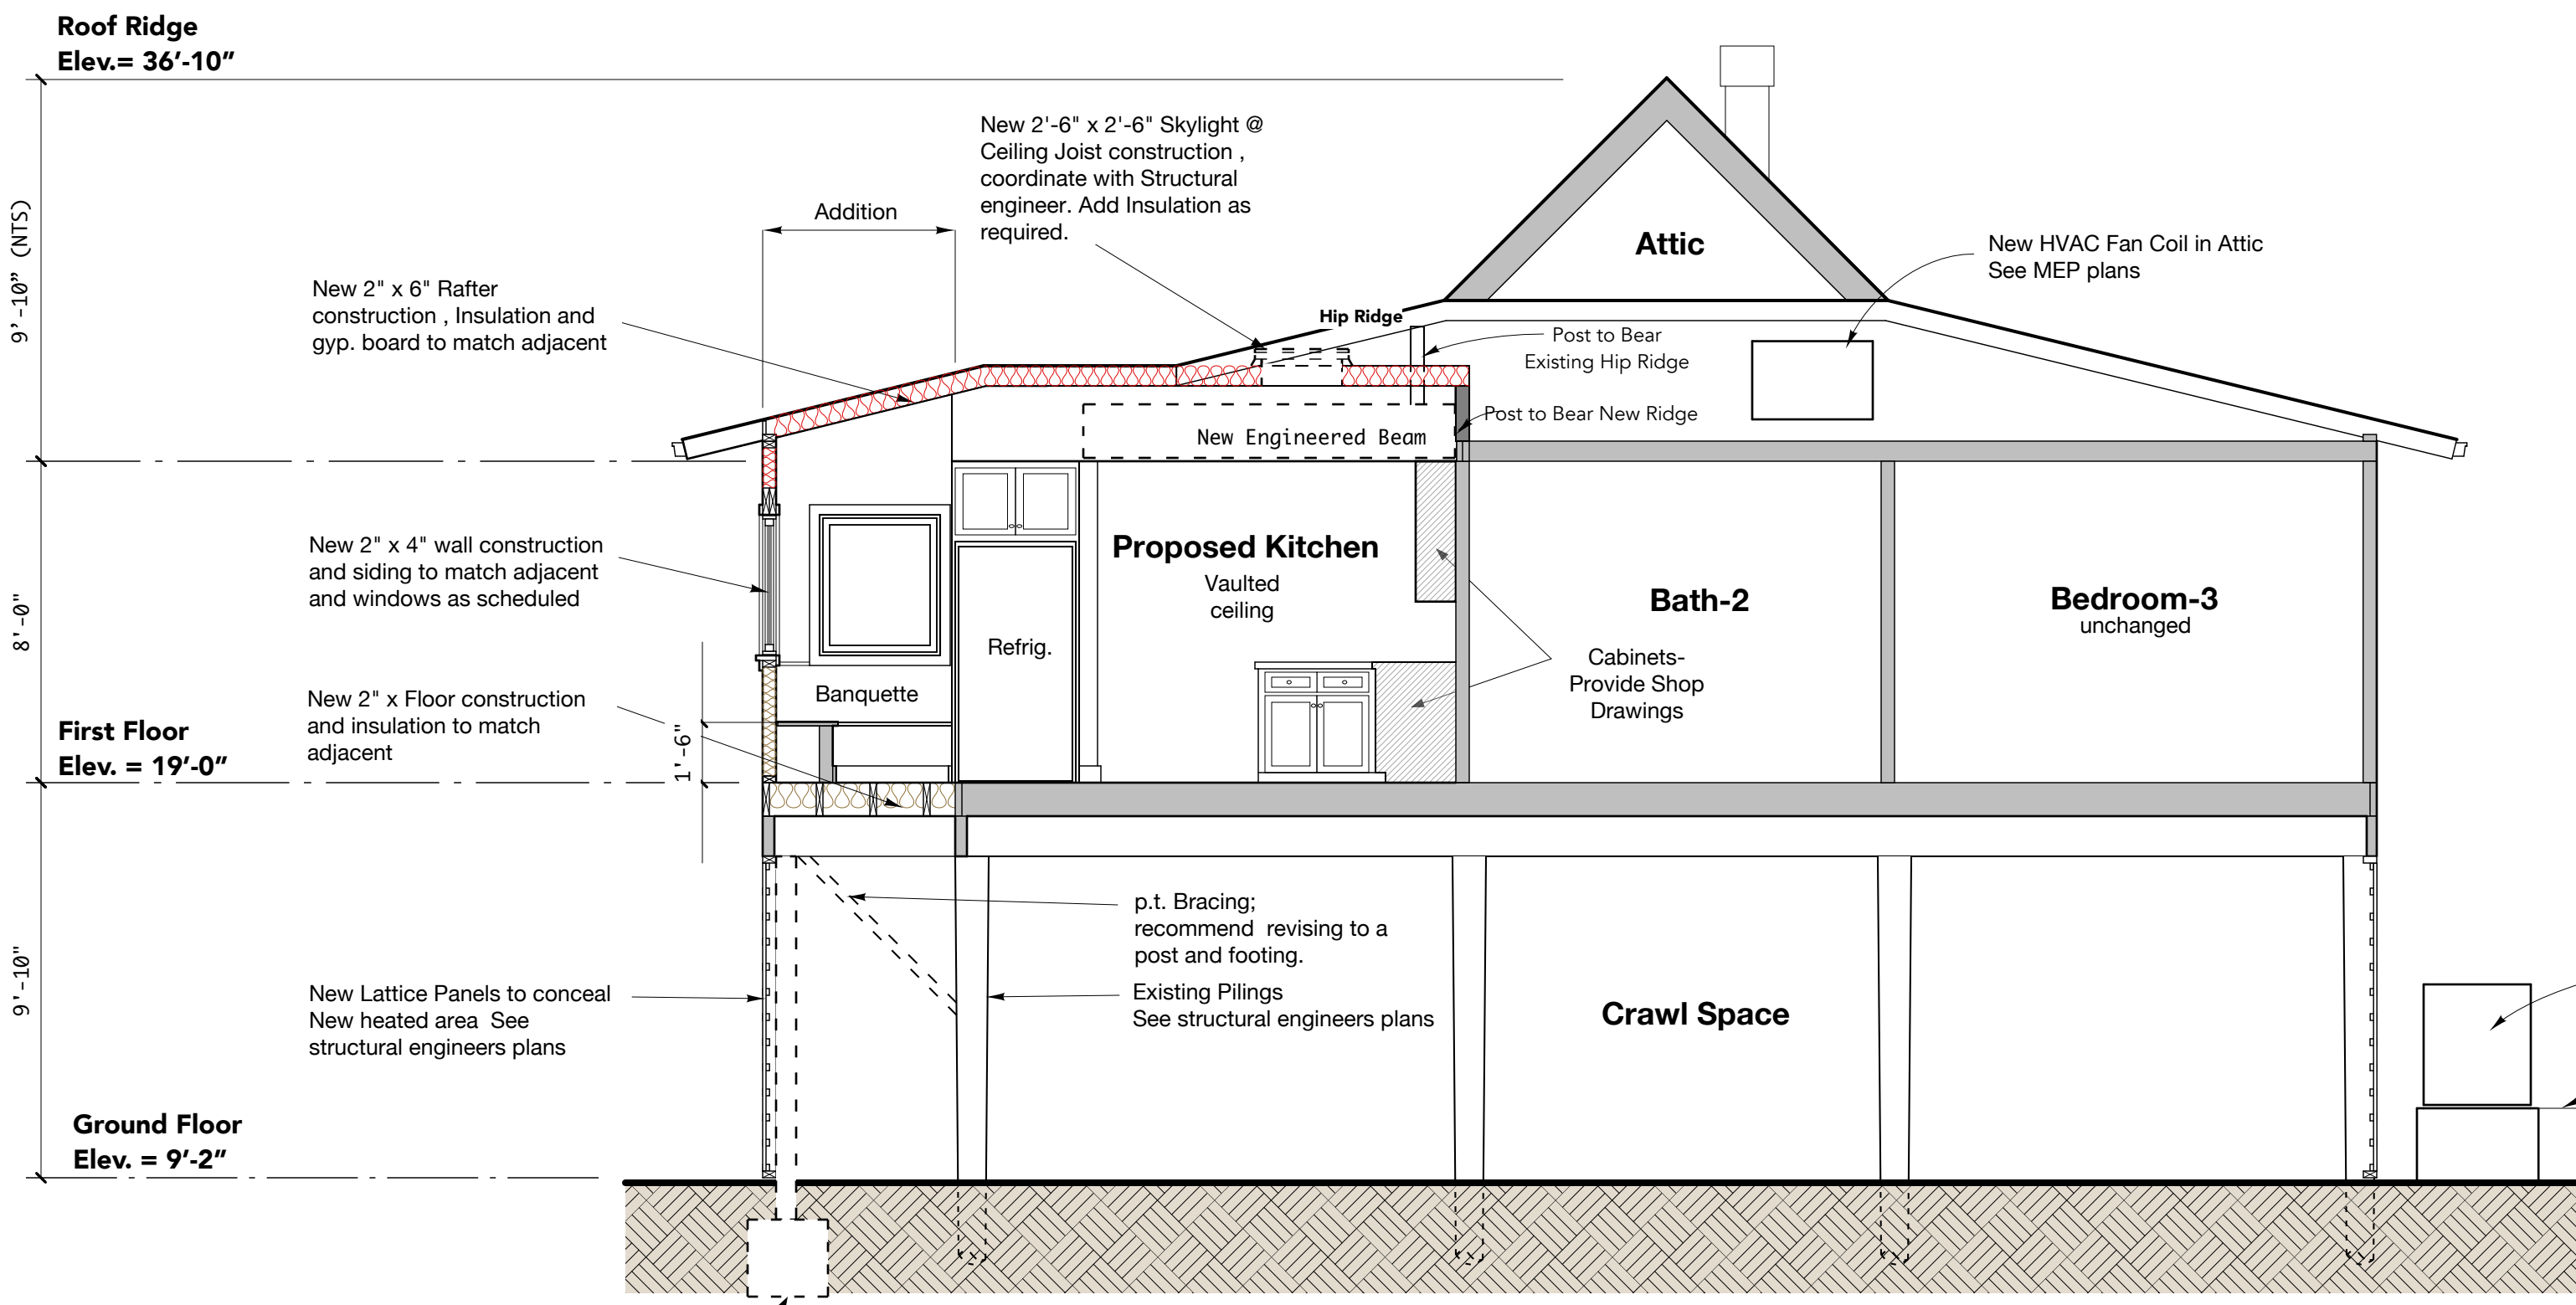 Roof Ridge
Elev.= 36'-10"
9'-10" (NTS)
8'-0"
First Floor
Elev. = 19'-0"
9'-10"
Ground Floor
Elev. = 9'-2"
New 2'-6" x 2'-6" Skylight @
Ceiling Joist construction ,
coordinate with Structural
engineer. Add Insulation as
required.
Addition
New 2" x 6" Rafter
construction , Insulation and
gyp. board to match adjacent
Attic
New HVAC Fan Coil in Attic
See MEP plans
Hip Ridge
Post to Bear
Existing Hip Ridge
Post to Bear New Ridge
New Engineered Beam
New 2" x 4" wall construction
and siding to match adjacent
and windows as scheduled
Proposed Kitchen
Vaulted
ceiling
Refrig.
Bath-2
Bedroom-3
unchanged
Cabinets-
Provide Shop
Drawings
Banquette
New 2" x Floor construction
and insulation to match
adjacent
1'-6"
p.t. Bracing;
recommend revising to a
post and footing.
Existing Pilings
See structural engineers plans
Crawl Space
New Lattice Panels to conceal
New heated area See
structural engineers plans